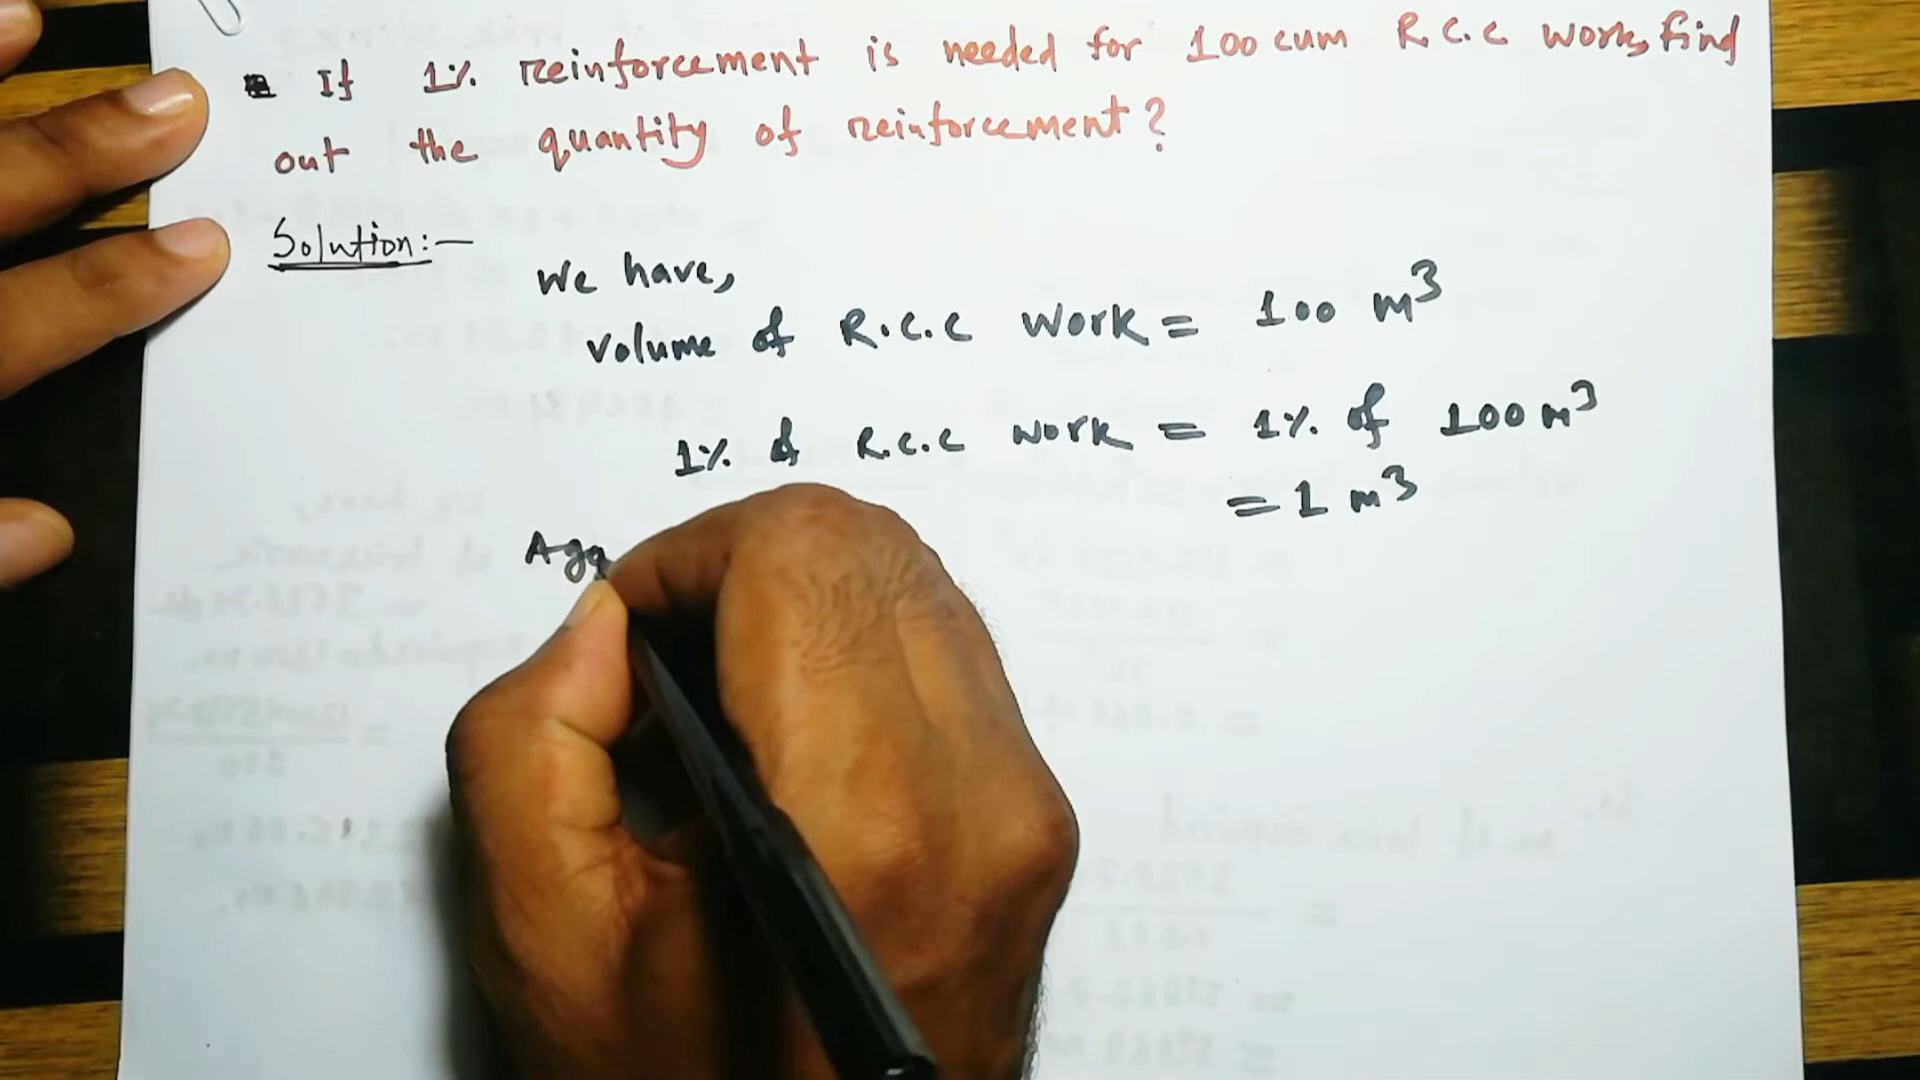 If 1% reinforcement is needed for 100 cum R.C.C work, find
out the quantity of reinforcement?
Solution:-
We have,
volume of R.C.C work = 100 m³
1% of R.C.C work = 1% of 100 m³
= 1 m³
Aga